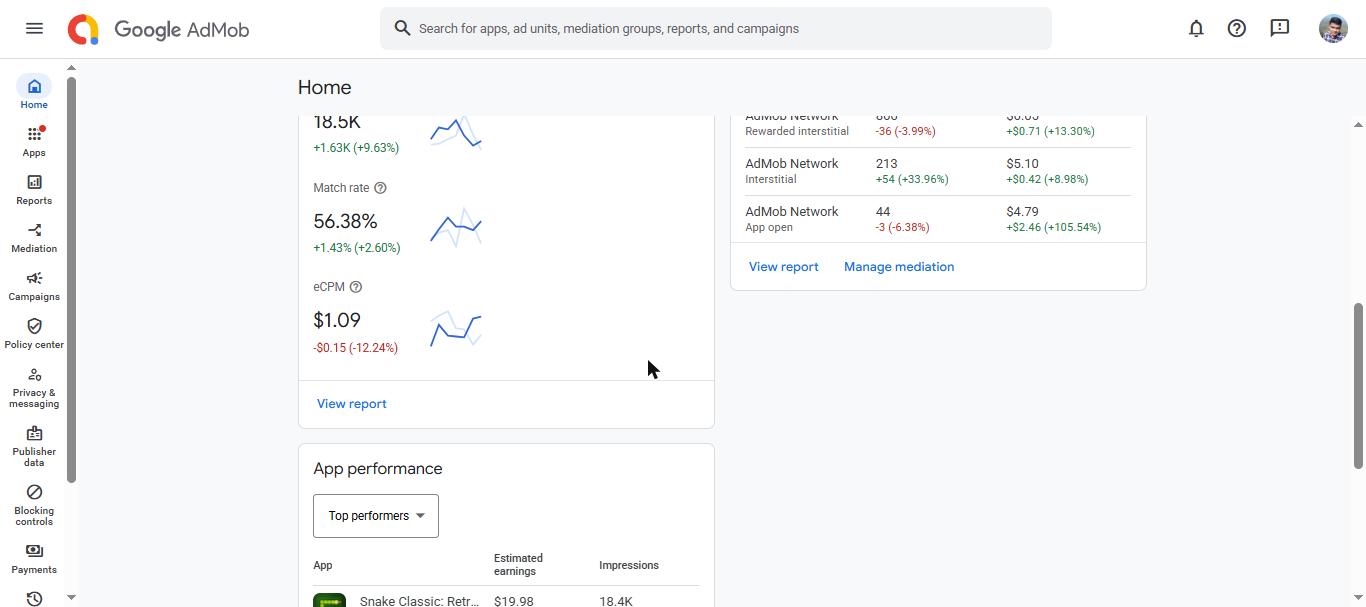 Google AdMob
Search for apps, ad units, mediation groups, reports, and campaigns
Home
Apps
Reports
Mediation
Campaigns
Policy center
Privacy &
messaging
Publisher
data
Blocking
controls
Payments
Home
18.5K
+1.63K (+9.63%)
Match rate
56.38%
+1.43% (+2.60%)
eCPM
$1.09
-$0.15 (-12.24%)
View report
AdMob Network
Rewarded interstitial
-36 (-3.99%)
+$0.71 (+13.30%)
AdMob Network 213 $5.10
Interstitial +54 (+33.96%) +$0.42 (+8.98%)
AdMob Network 44 $4.79
App open -3 (-6.38%) +$2.46 (+105.54%)
View report Manage mediation
App performance
Top performers
App Estimated earnings Impressions
Snake Classic: Retr... $19.98 18.4K